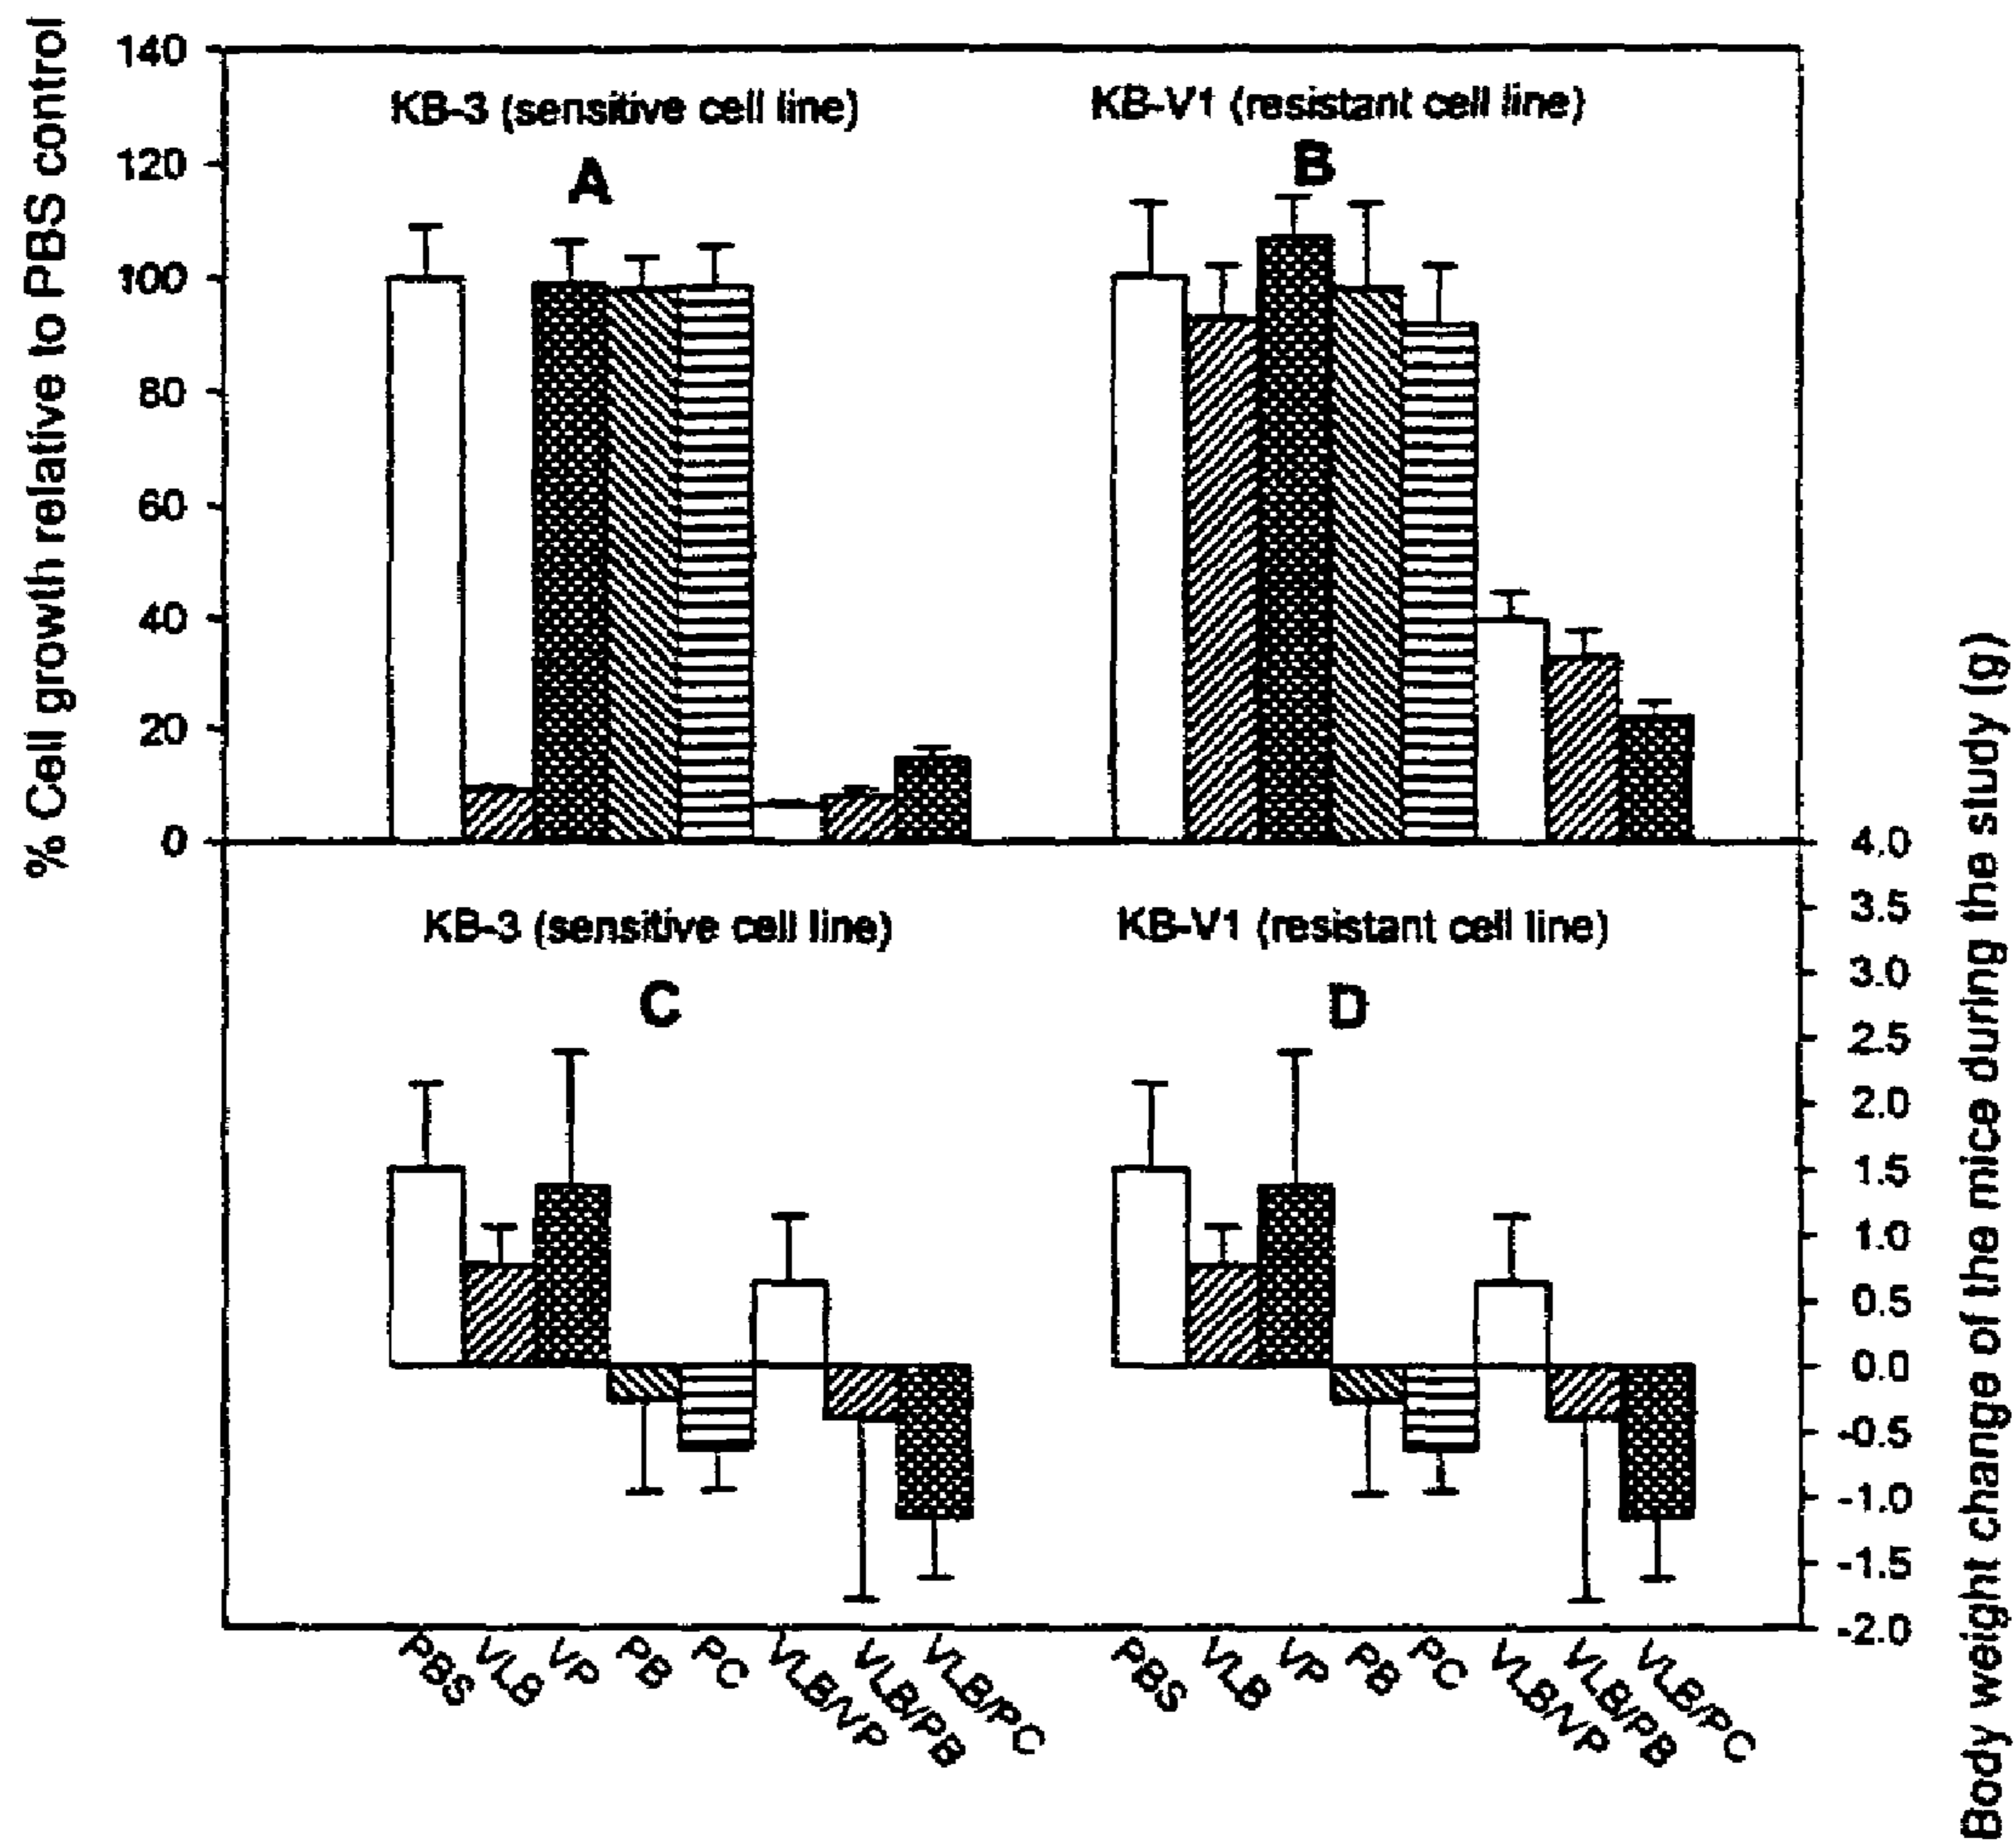 % Cell growth relative to PBS control
140
120
100
80
60
40
20
0
KB-3 (sensitive cell line)
A
KB-V1 (resistant cell line)
B
KB-3 (sensitive cell line)
C
KB-V1 (resistant cell line)
D
4.0
3.5
3.0
2.5
2.0
1.5
1.0
0.5
0.0
-0.5
-1.0
-1.5
-2.0
Body weight change of the mice during the study (g)
PBS
VLB
VP
PB
PC
VLB/VP
VLB/PB
VLB/PC
PBS
VLB
VP
PB
PC
VLB/VP
VLB/PB
VLB/PC